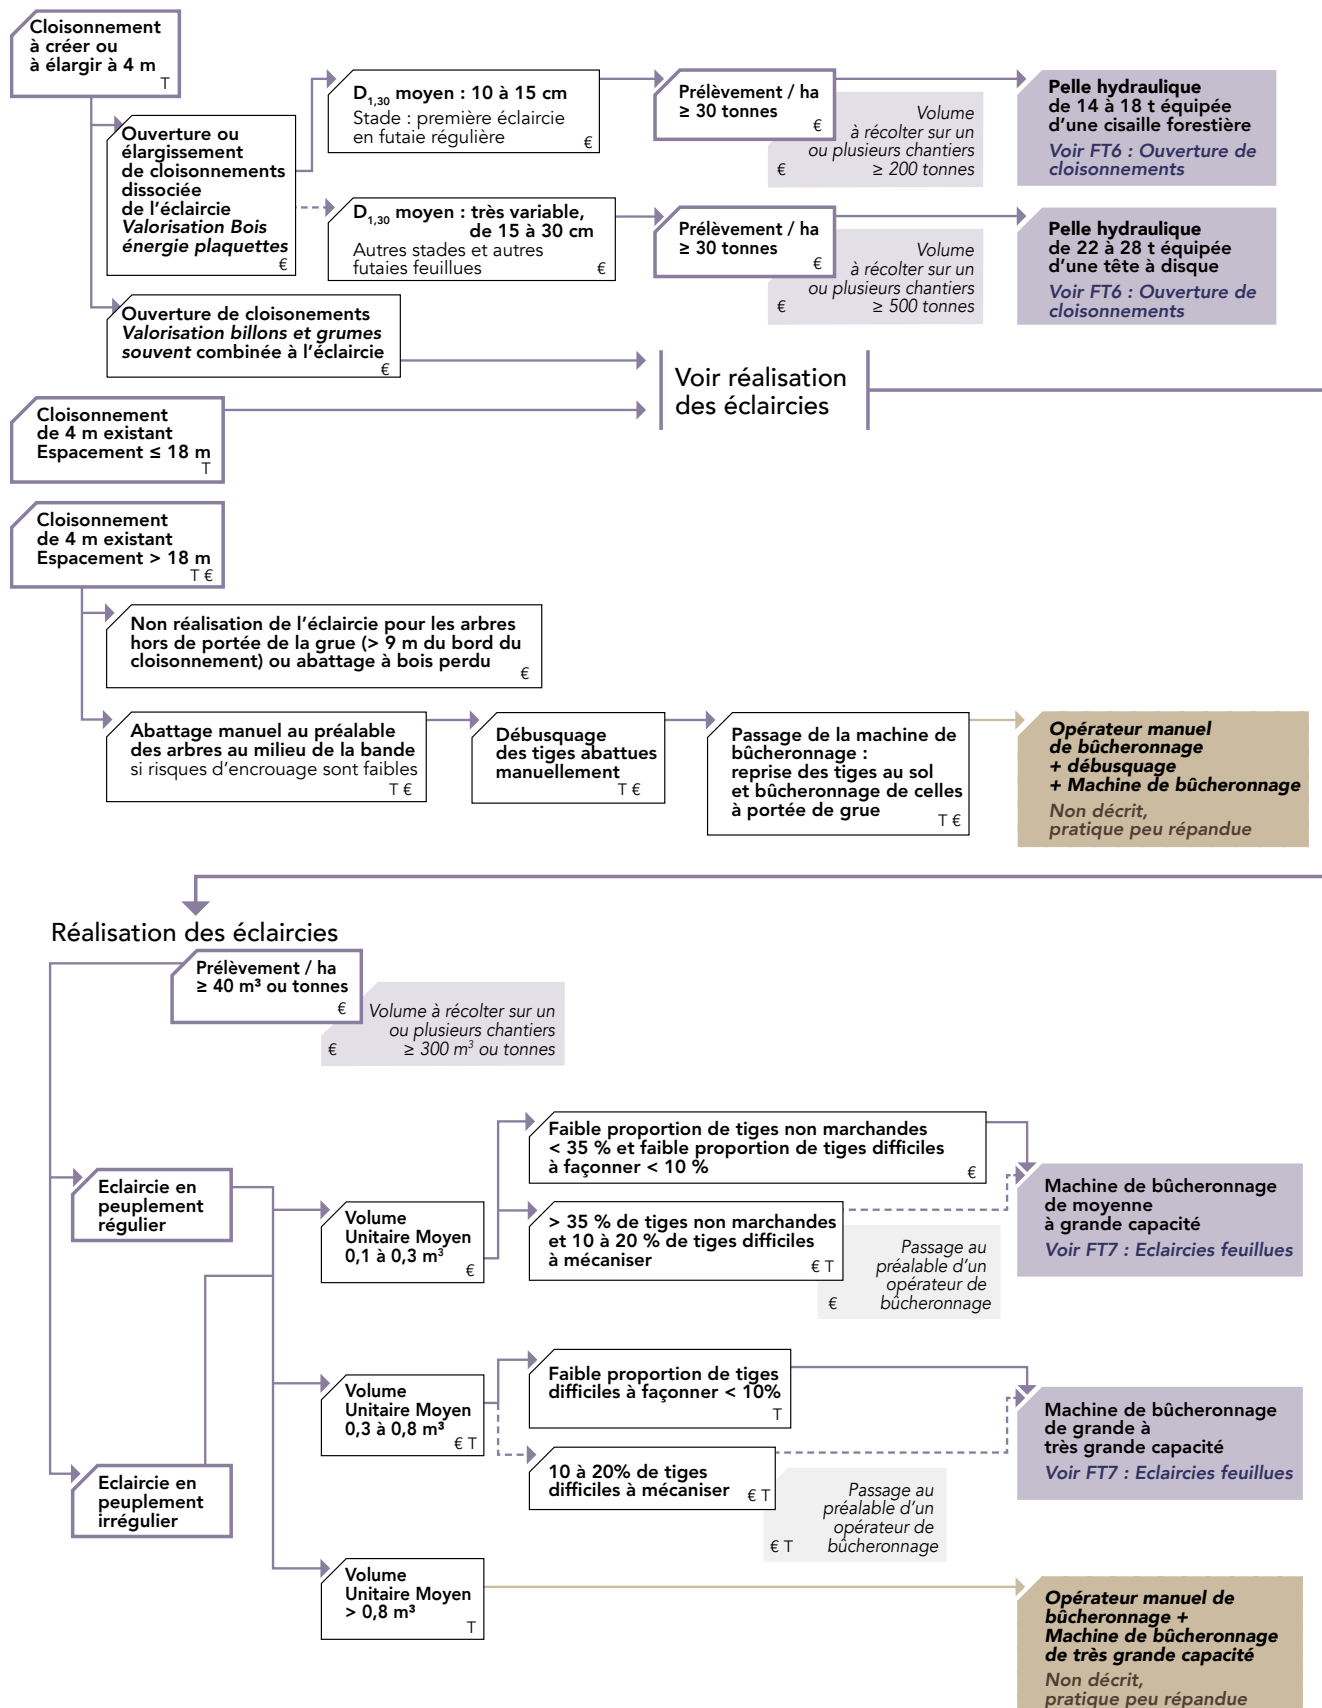 Cloisonnement
à créer ou
à élargir à 4 m
T
Ouverture ou
élargissement
de cloisonnements
dissociée
de l'éclaircie
Valorisation Bois
énergie plaquettes
€
D1,30 moyen : 10 à 15 cm
Stade : première éclaircie
en futaie régulière
€
Prélèvement / ha
≥ 30 tonnes
€
Volume
à récolter sur un
ou plusieurs chantiers
€ ≥ 200 tonnes
Pelle hydraulique
de 14 à 18 t équipée
d'une cisaille forestière
Voir FT6 : Ouverture de
cloisonnements
D1,30 moyen : très variable,
de 15 à 30 cm
Autres stades et autres
futaies feuillues
€
Prélèvement / ha
≥ 30 tonnes
€
Volume
à récolter sur un
ou plusieurs chantiers
€ ≥ 500 tonnes
Pelle hydraulique
de 22 à 28 t équipée
d'une tête à disque
Voir FT6 : Ouverture de
cloisonnements
Ouverture de cloisonements
Valorisation billons et grumes
souvent combinée à l'éclaircie
€
Voir réalisation
des éclaircies
Cloisonnement
de 4 m existant
Espacement ≤ 18 m
T
Cloisonnement
de 4 m existant
Espacement > 18 m
T €
Non réalisation de l'éclaircie pour les arbres
hors de portée de la grue (> 9 m du bord du
cloisonnement) ou abattage à bois perdu
€
Abattage manuel au préalable
des arbres au milieu de la bande
si risques d'encrouage sont faibles
T €
Débusquage
des tiges abattues
manuellement
T €
Passage de la machine de
bûcheronnage :
reprise des tiges au sol
et bûcheronnage de celles
à portée de grue
T €
Opérateur manuel
de bûcheronnage
+ débusquage
+ Machine de bûcheronnage
Non décrit,
pratique peu répandue
Réalisation des éclaircies
Prélèvement / ha
≥ 40 m³ ou tonnes
€
Volume à récolter sur un
ou plusieurs chantiers
€ ≥ 300 m³ ou tonnes
Eclaircie en
peuplement
régulier
Volume
Unitaire Moyen
0,1 à 0,3 m³
€
Faible proportion de tiges non marchandes
< 35 % et faible proportion de tiges difficiles
à façonner < 10 %
€
> 35 % de tiges non marchandes
et 10 à 20 % de tiges difficiles
à mécaniser
€ T
Passage au
préalable d'un
opérateur de
€ bûcheronnage
Machine de bûcheronnage
de moyenne
à grande capacité
Voir FT7 : Eclaircies feuillues
Eclaircie en
peuplement
irrégulier
Volume
Unitaire Moyen
0,3 à 0,8 m³
€ T
Faible proportion de tiges
difficiles à façonner < 10%
T
10 à 20% de tiges
difficiles à mécaniser
€ T
Passage au
préalable d'un
opérateur de
€ T bûcheronnage
Machine de bûcheronnage
de grande à
très grande capacité
Voir FT7 : Eclaircies feuillues
Volume
Unitaire Moyen
> 0,8 m³
T
Opérateur manuel de
bûcheronnage +
Machine de bûcheronnage
de très grande capacité
Non décrit,
pratique peu répandue